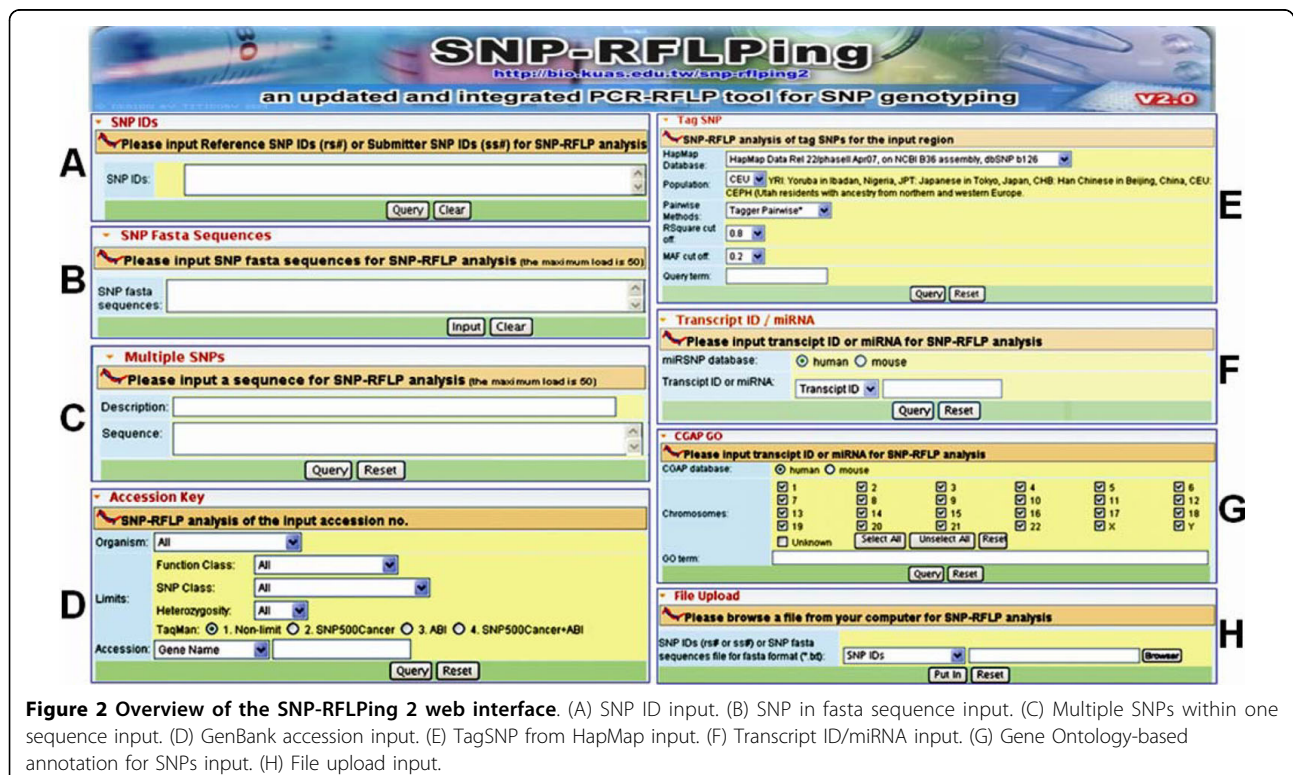 SNP-RFLPing
http://bio.kuas.edu.tw/snp-rflping2
an updated and integrated PCR-RFLP tool for SNP genotyping
V2.0
A
SNP IDs
Please input Reference SNP IDs (rs#) or Submitter SNP IDs (ss#) for SNP-RFLP analysis
SNP IDs:
Query Clear
B
SNP Fasta Sequences
Please input SNP fasta sequences for SNP-RFLP analysis (the maximum load is 50)
SNP fasta
sequences:
Input Clear
C
Multiple SNPs
Please input a sequnece for SNP-RFLP analysis (the maximum load is 50)
Description:
Sequence:
Query Reset
D
Accession Key
SNP-RFLP analysis of the input accession no.
Organism: All
Limits:
Function Class: All
SNP Class: All
Heterozygosity: All
TaqMan: 1. Non-limit 2. SNP500Cancer 3. ABI 4. SNP500Cancer+ABI
Accession: Gene Name
Query Reset
Tag SNP
SNP-RFLP analysis of tag SNPs for the input region
HapMap
Database: HapMap Data Rel 22/phaseII Apr07, on NCBI B36 assembly, dbSNP b126
Population: CEU YRI: Yoruba in Ibadan, Nigeria, JPT: Japanese in Tokyo, Japan, CHB: Han Chinese in Beijing, China, CEU:
CEPH (Utah residents with ancestry from northern and western Europe.
Pairwise
Methods: Tagger Pairwise*
RSquare cut
off: 0.8
MAF cut off: 0.2
Query term:
Query Reset
E
Transcript ID / miRNA
Please input transcipt ID or miRNA for SNP-RFLP analysis
miRSNP database: human mouse
Transcipt ID or miRNA: Transcipt ID
Query Reset
F
CGAP GO
Please input transcipt ID or miRNA for SNP-RFLP analysis
CGAP database: human mouse
Chromosomes:
1 2 3 4 5 6
7 8 9 10 11 12
13 14 15 16 17 18
19 20 21 22 X Y
Unknown Select All Unselect All Reset
GO term:
Query Reset
G
File Upload
Please browse a file from your computer for SNP-RFLP analysis
SNP IDs (rs# or ss#) or SNP fasta
sequences file for fasta format (*.txt): SNP IDs Browser
Put In Reset
H
Figure 2 Overview of the SNP-RFLPing 2 web interface. (A) SNP ID input. (B) SNP in fasta sequence input. (C) Multiple SNPs within one
sequence input. (D) GenBank accession input. (E) TagSNP from HapMap input. (F) Transcript ID/miRNA input. (G) Gene Ontology-based
annotation for SNPs input. (H) File upload input.